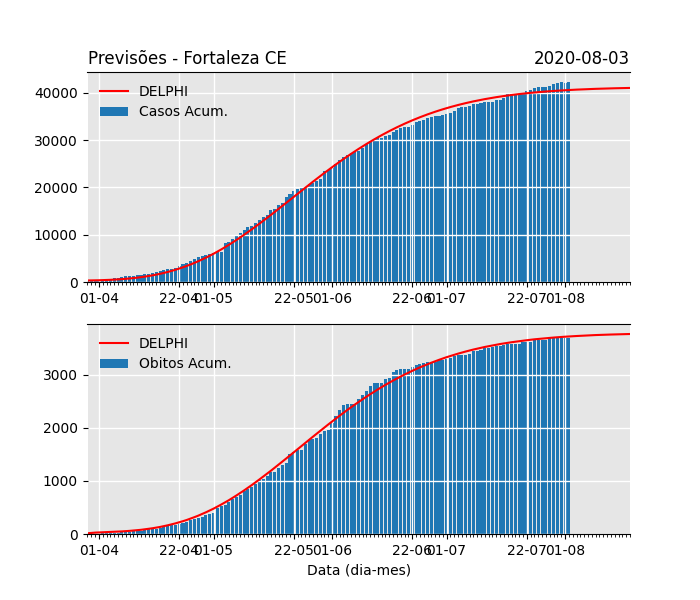 Previsões - Fortaleza CE 2020-08-03
DELPHI
Casos Acum.
40000
30000
20000
10000
0
01-04 22-04 01-05 22-05 01-06 22-06 01-07 22-07 01-08
DELPHI
Obitos Acum.
3000
2000
1000
0
01-04 22-04 01-05 22-05 01-06 22-06 01-07 22-07 01-08
Data (dia-mes)